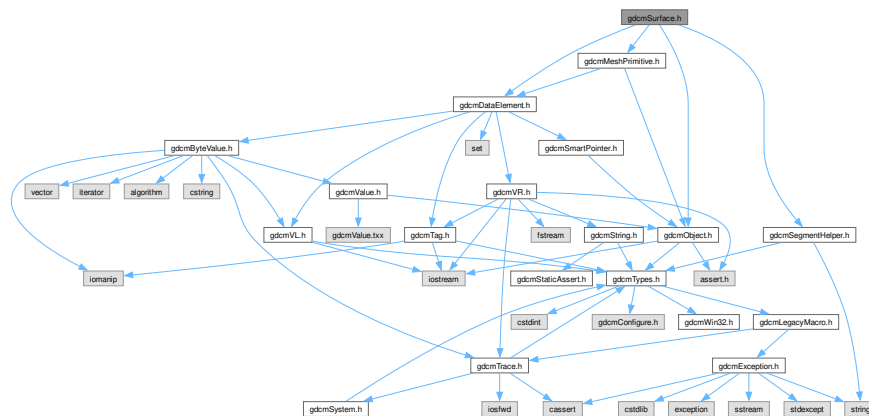 gdcmSurface.h
gdcmMeshPrimitive.h
gdcmDataElement.h
gdcmByteValue.h
set
gdcmSmartPointer.h
vector
iterator
algorithm
cstring
gdcmValue.h
gdcmVR.h
gdcmVL.h
gdcmValue.txx
gdcmTag.h
fstream
gdcmString.h
gdcmObject.h
gdcmSegmentHelper.h
iomanip
iostream
gdcmStaticAssert.h
gdcmTypes.h
assert.h
cstdint
gdcmConfigure.h
gdcmWin32.h
gdcmLegacyMacro.h
gdcmTrace.h
gdcmException.h
gdcmSystem.h
iosfwd
cassert
cstdlib
exception
sstream
stdexcept
string